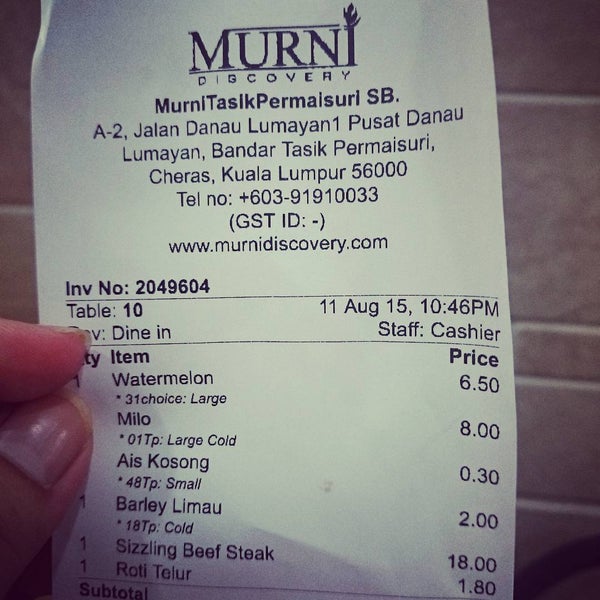 MURNI
DISCOVERY
MurniTasikPermaisuri SB.
A-2, Jalan Danau Lumayan1 Pusat Danau
Lumayan, Bandar Tasik Permaisuri,
Cheras, Kuala Lumpur 56000
Tel no: +603-91910033
(GST ID: -)
www.murnidiscovery.com
Inv No: 2049604
Table: 10 11 Aug 15, 10:46PM
v: Dine in Staff: Cashier
ty Item Price
1 Watermelon 6.50
* 31choice: Large
Milo 8.00
* 01Tp: Large Cold
Ais Kosong 0.30
* 48Tp: Small
1 Barley Limau 2.00
* 18Tp: Cold
1 Sizzling Beef Steak 18.00
1 Roti Telur 1.80
Subtotal